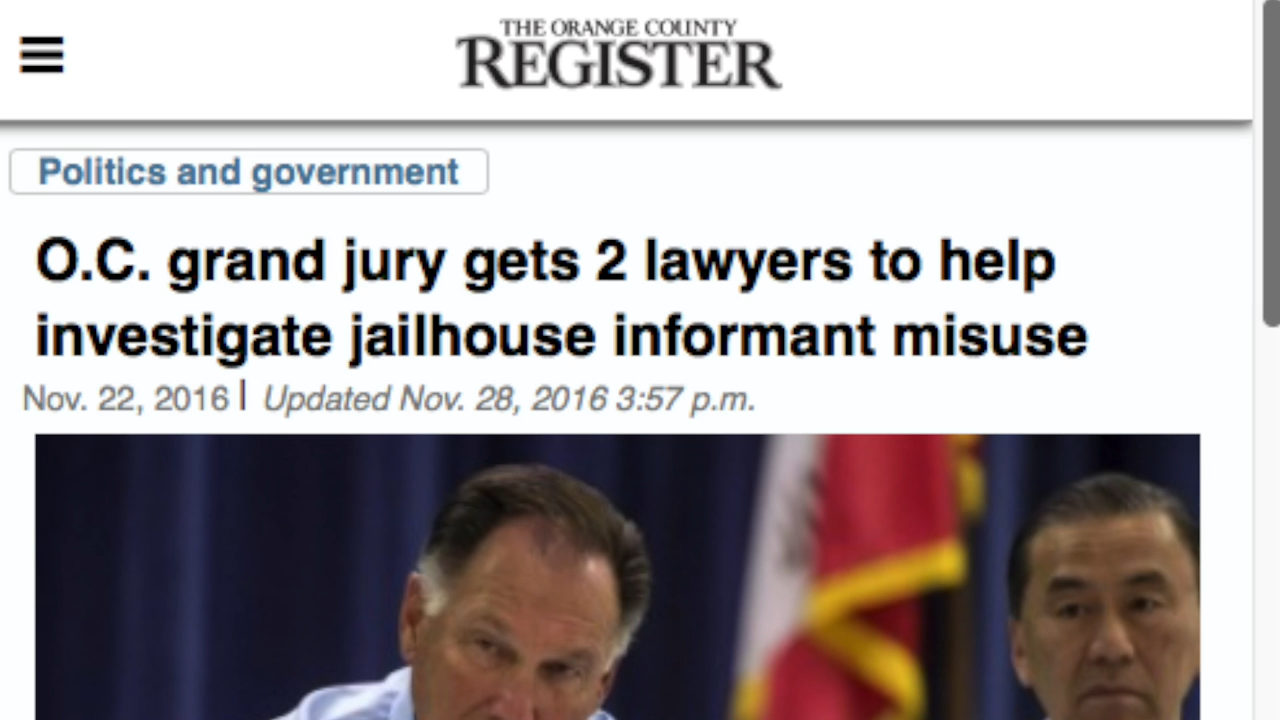 THE ORANGE COUNTY
REGISTER
Politics and government
O.C. grand jury gets 2 lawyers to help
investigate jailhouse informant misuse
Nov. 22, 2016 | Updated Nov. 28, 2016 3:57 p.m.